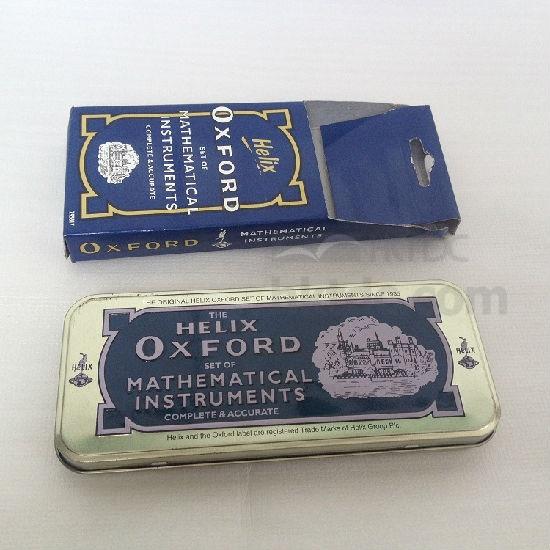 Helix
OXFORD
SET OF
MATHEMATICAL
INSTRUMENTS
COMPLETE & ACCURATE
OXFORD
MATHEMATICAL
INSTRUMENTS
THE ORIGINAL HELIX OXFORD SET OF MATHEMATICAL INSTRUMENTS SINCE 1935
THE
HELIX
OXFORD
SET OF
MATHEMATICAL
INSTRUMENTS
COMPLETE & ACCURATE
HELIX
HELIX
Helix and the Oxford label are registered Trade Marks of Helix Group Plc.